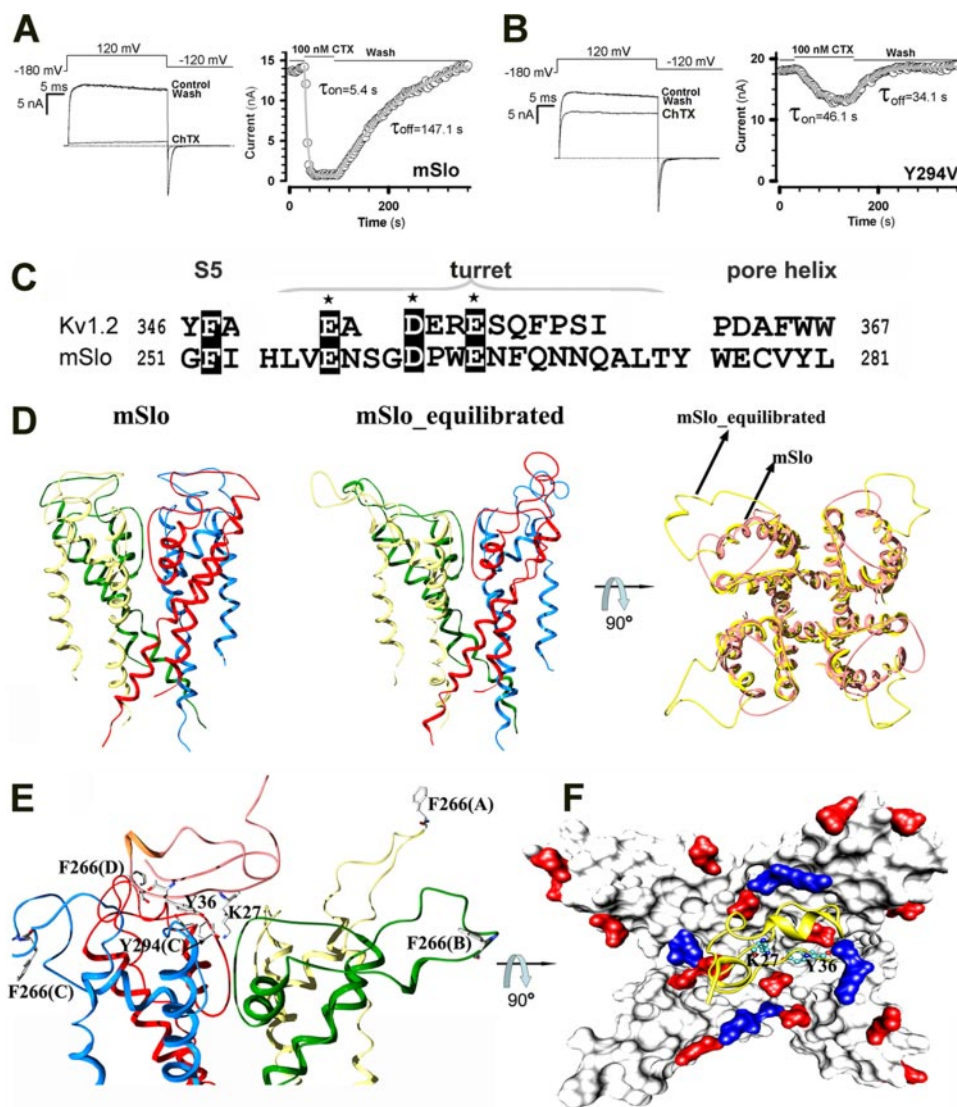 A
120 mV
-180 mV
-120 mV
5 ms
5 nA
Control
Wash
ChTX
100 nM CTX Wash
Current (nA)
15
10
5
0
τon=5.4 s
τoff=147.1 s
mSlo
0 200
Time (s)
B
120 mV
-180 mV
-120 mV
5 ms
5 nA
Control
Wash
ChTX
100 nM CTX Wash
Current (nA)
20
15
10
5
0
τon=46.1 s
τoff=34.1 s
Y294V
0 200
Time (s)
C
S5 turret pore helix
★ ★ ★
Kv1.2 346 YFA EA DERESQFPSI PDAFWW 367
mSlo 251 GFI HLVENSGDPWENFQNNQALTY WECVYL 281
D
mSlo
mSlo_equilibrated
mSlo_equilibrated
mSlo
90°
E
F266(A)
F266(D)
Y36
K27
Y294(C)
F266(B)
F266(C)
90°
F
K27
Y36